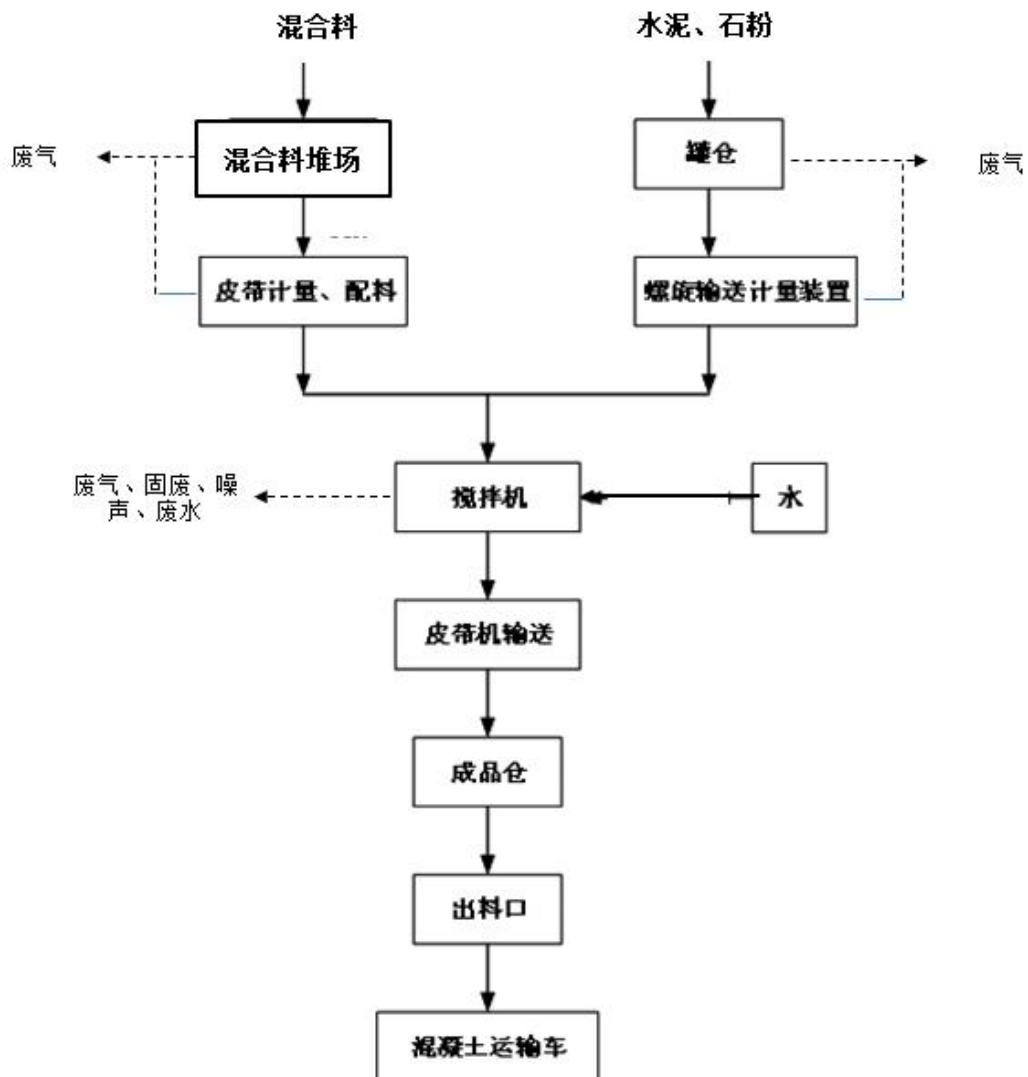 混合料
水泥、石粉
废气
混合料堆场
罐仓
废气
皮带计量、配料
螺旋输送计量装置
废气、固废、噪
声、废水
搅拌机
水
皮带机输送
成品仓
出料口
混凝土运输车